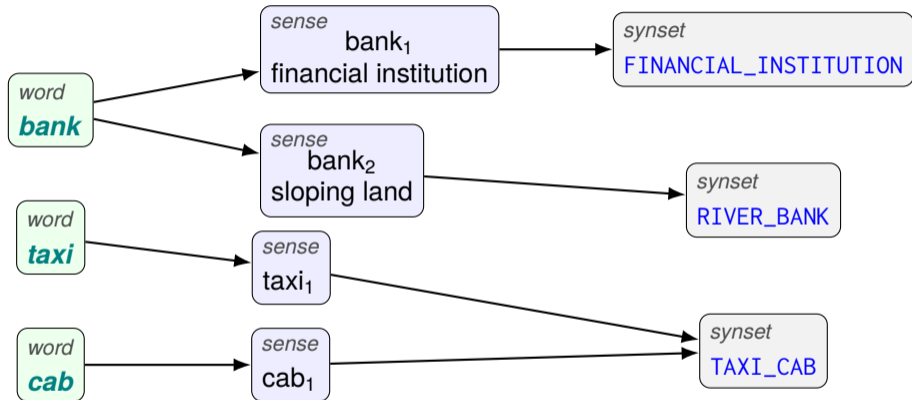 word
bank
sense
bank₁
financial institution
synset
FINANCIAL_INSTITUTION
sense
bank₂
sloping land
synset
RIVER_BANK
word
taxi
sense
taxi₁
synset
TAXI_CAB
word
cab
sense
cab₁